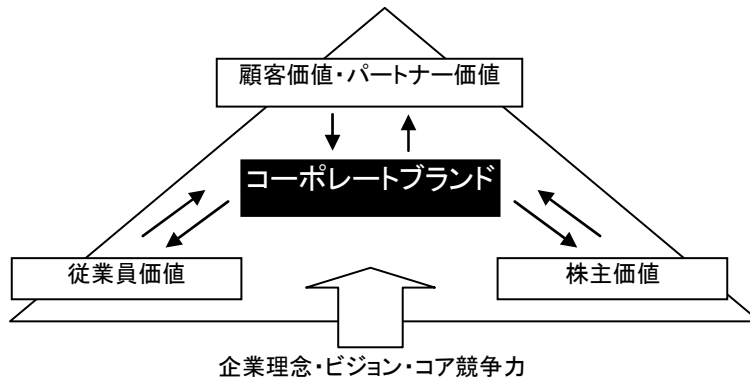 顧客価値・パートナー価値
コーポレートブランド
従業員価値
株主価値
企業理念・ビジョン・コア競争力